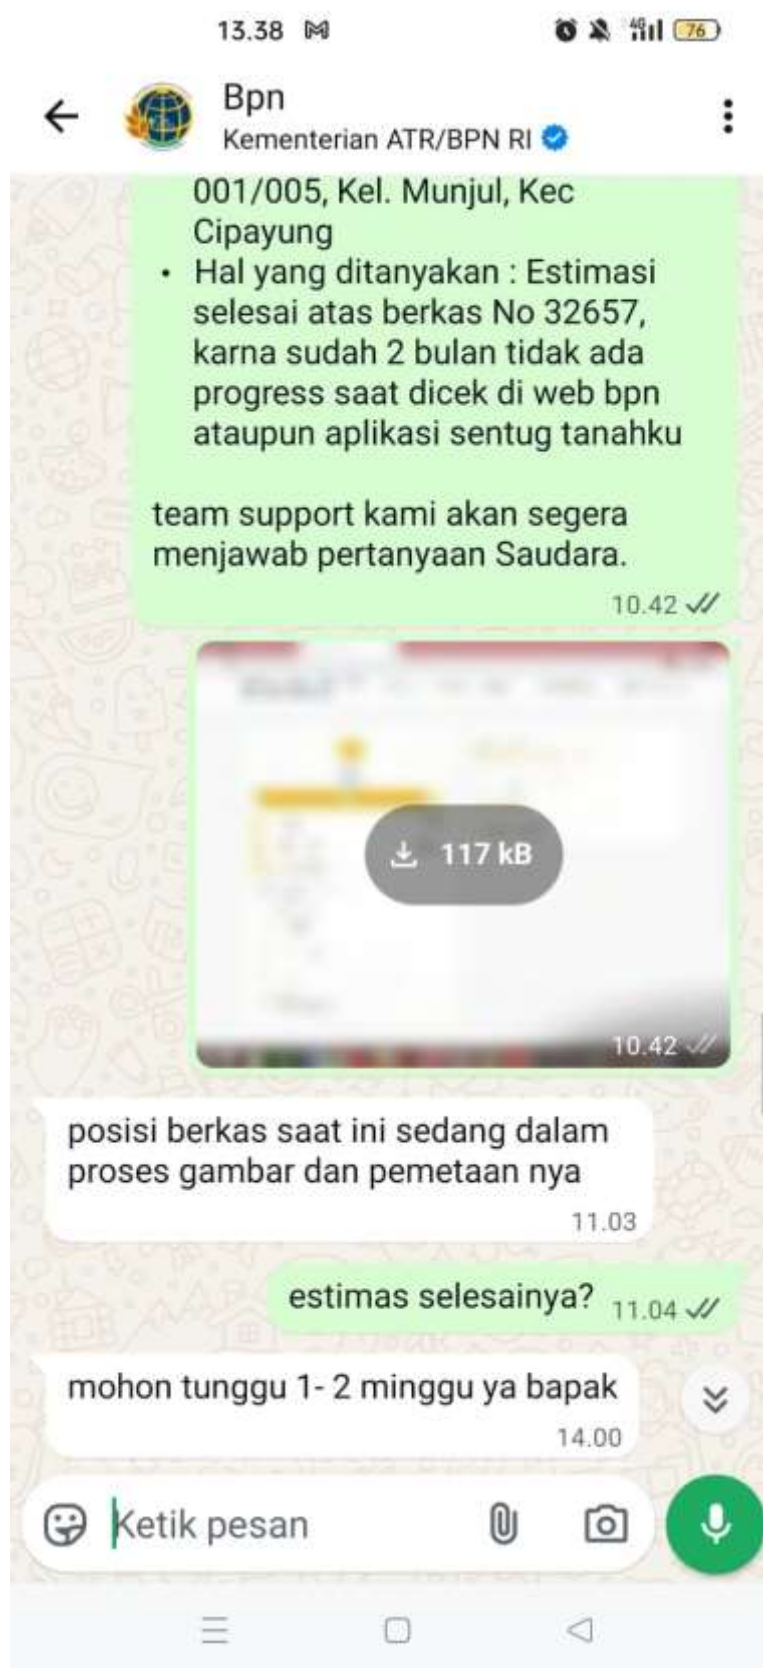 13.38
4G
76
Bpn
Kementerian ATR/BPN RI
001/005, Kel. Munjul, Kec
Cipayung
• Hal yang ditanyakan : Estimasi
selesai atas berkas No 32657,
karna sudah 2 bulan tidak ada
progress saat dicek di web bpn
ataupun aplikasi sentug tanahku
team support kami akan segera
menjawab pertanyaan Saudara.
10.42
117 kB
10.42
posisi berkas saat ini sedang dalam
proses gambar dan pemetaan nya
11.03
estimas selesainya? 11.04
mohon tunggu 1- 2 minggu ya bapak
14.00
Ketik pesan